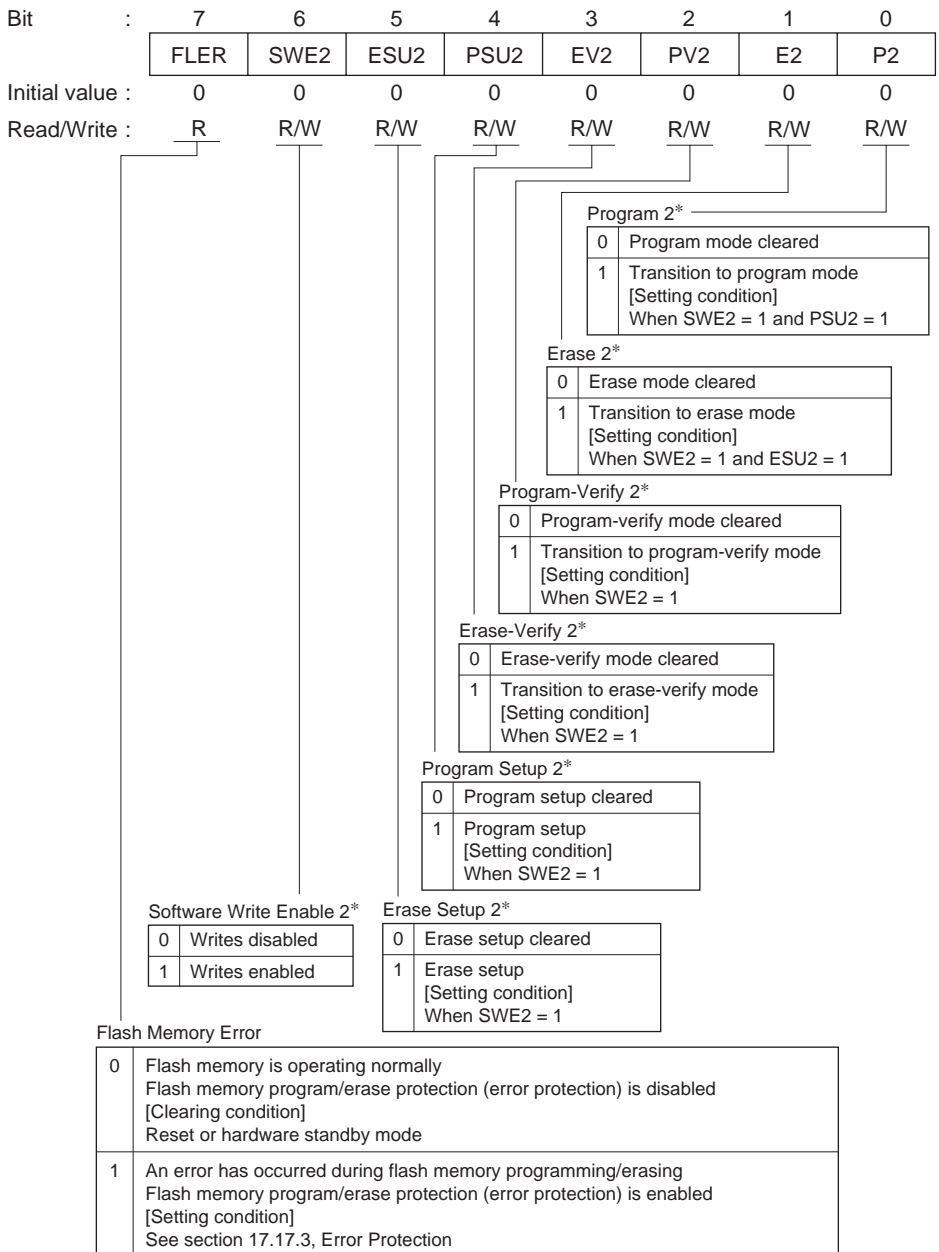 Bit : 7 6 5 4 3 2 1 0
FLER SWE2 ESU2 PSU2 EV2 PV2 E2 P2
Initial value : 0 0 0 0 0 0 0 0
Read/Write : R R/W R/W R/W R/W R/W R/W R/W
Program 2*
0 Program mode cleared
1 Transition to program mode
[Setting condition]
When SWE2 = 1 and PSU2 = 1
Erase 2*
0 Erase mode cleared
1 Transition to erase mode
[Setting condition]
When SWE2 = 1 and ESU2 = 1
Program-Verify 2*
0 Program-verify mode cleared
1 Transition to program-verify mode
[Setting condition]
When SWE2 = 1
Erase-Verify 2*
0 Erase-verify mode cleared
1 Transition to erase-verify mode
[Setting condition]
When SWE2 = 1
Program Setup 2*
0 Program setup cleared
1 Program setup
[Setting condition]
When SWE2 = 1
Software Write Enable 2*
0 Writes disabled
1 Writes enabled
Erase Setup 2*
0 Erase setup cleared
1 Erase setup
[Setting condition]
When SWE2 = 1
Flash Memory Error
0 Flash memory is operating normally
Flash memory program/erase protection (error protection) is disabled
[Clearing condition]
Reset or hardware standby mode
1 An error has occurred during flash memory programming/erasing
Flash memory program/erase protection (error protection) is enabled
[Setting condition]
See section 17.17.3, Error Protection